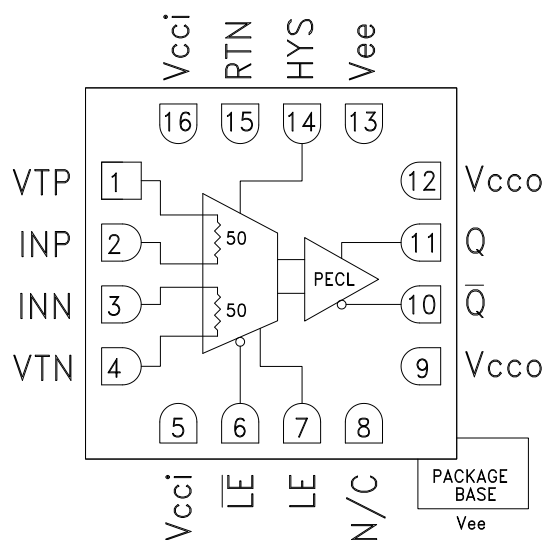 Vcci RTN HYS Vee
16 15 14 13
VTP 1 12 Vcco
INP 2 50 11 Q
PECL
INN 3 50 10 Q̅
VTN 4 9 Vcco
5 6 7 8
Vcci L̅E̅ LE N/C
PACKAGE
BASE
Vee